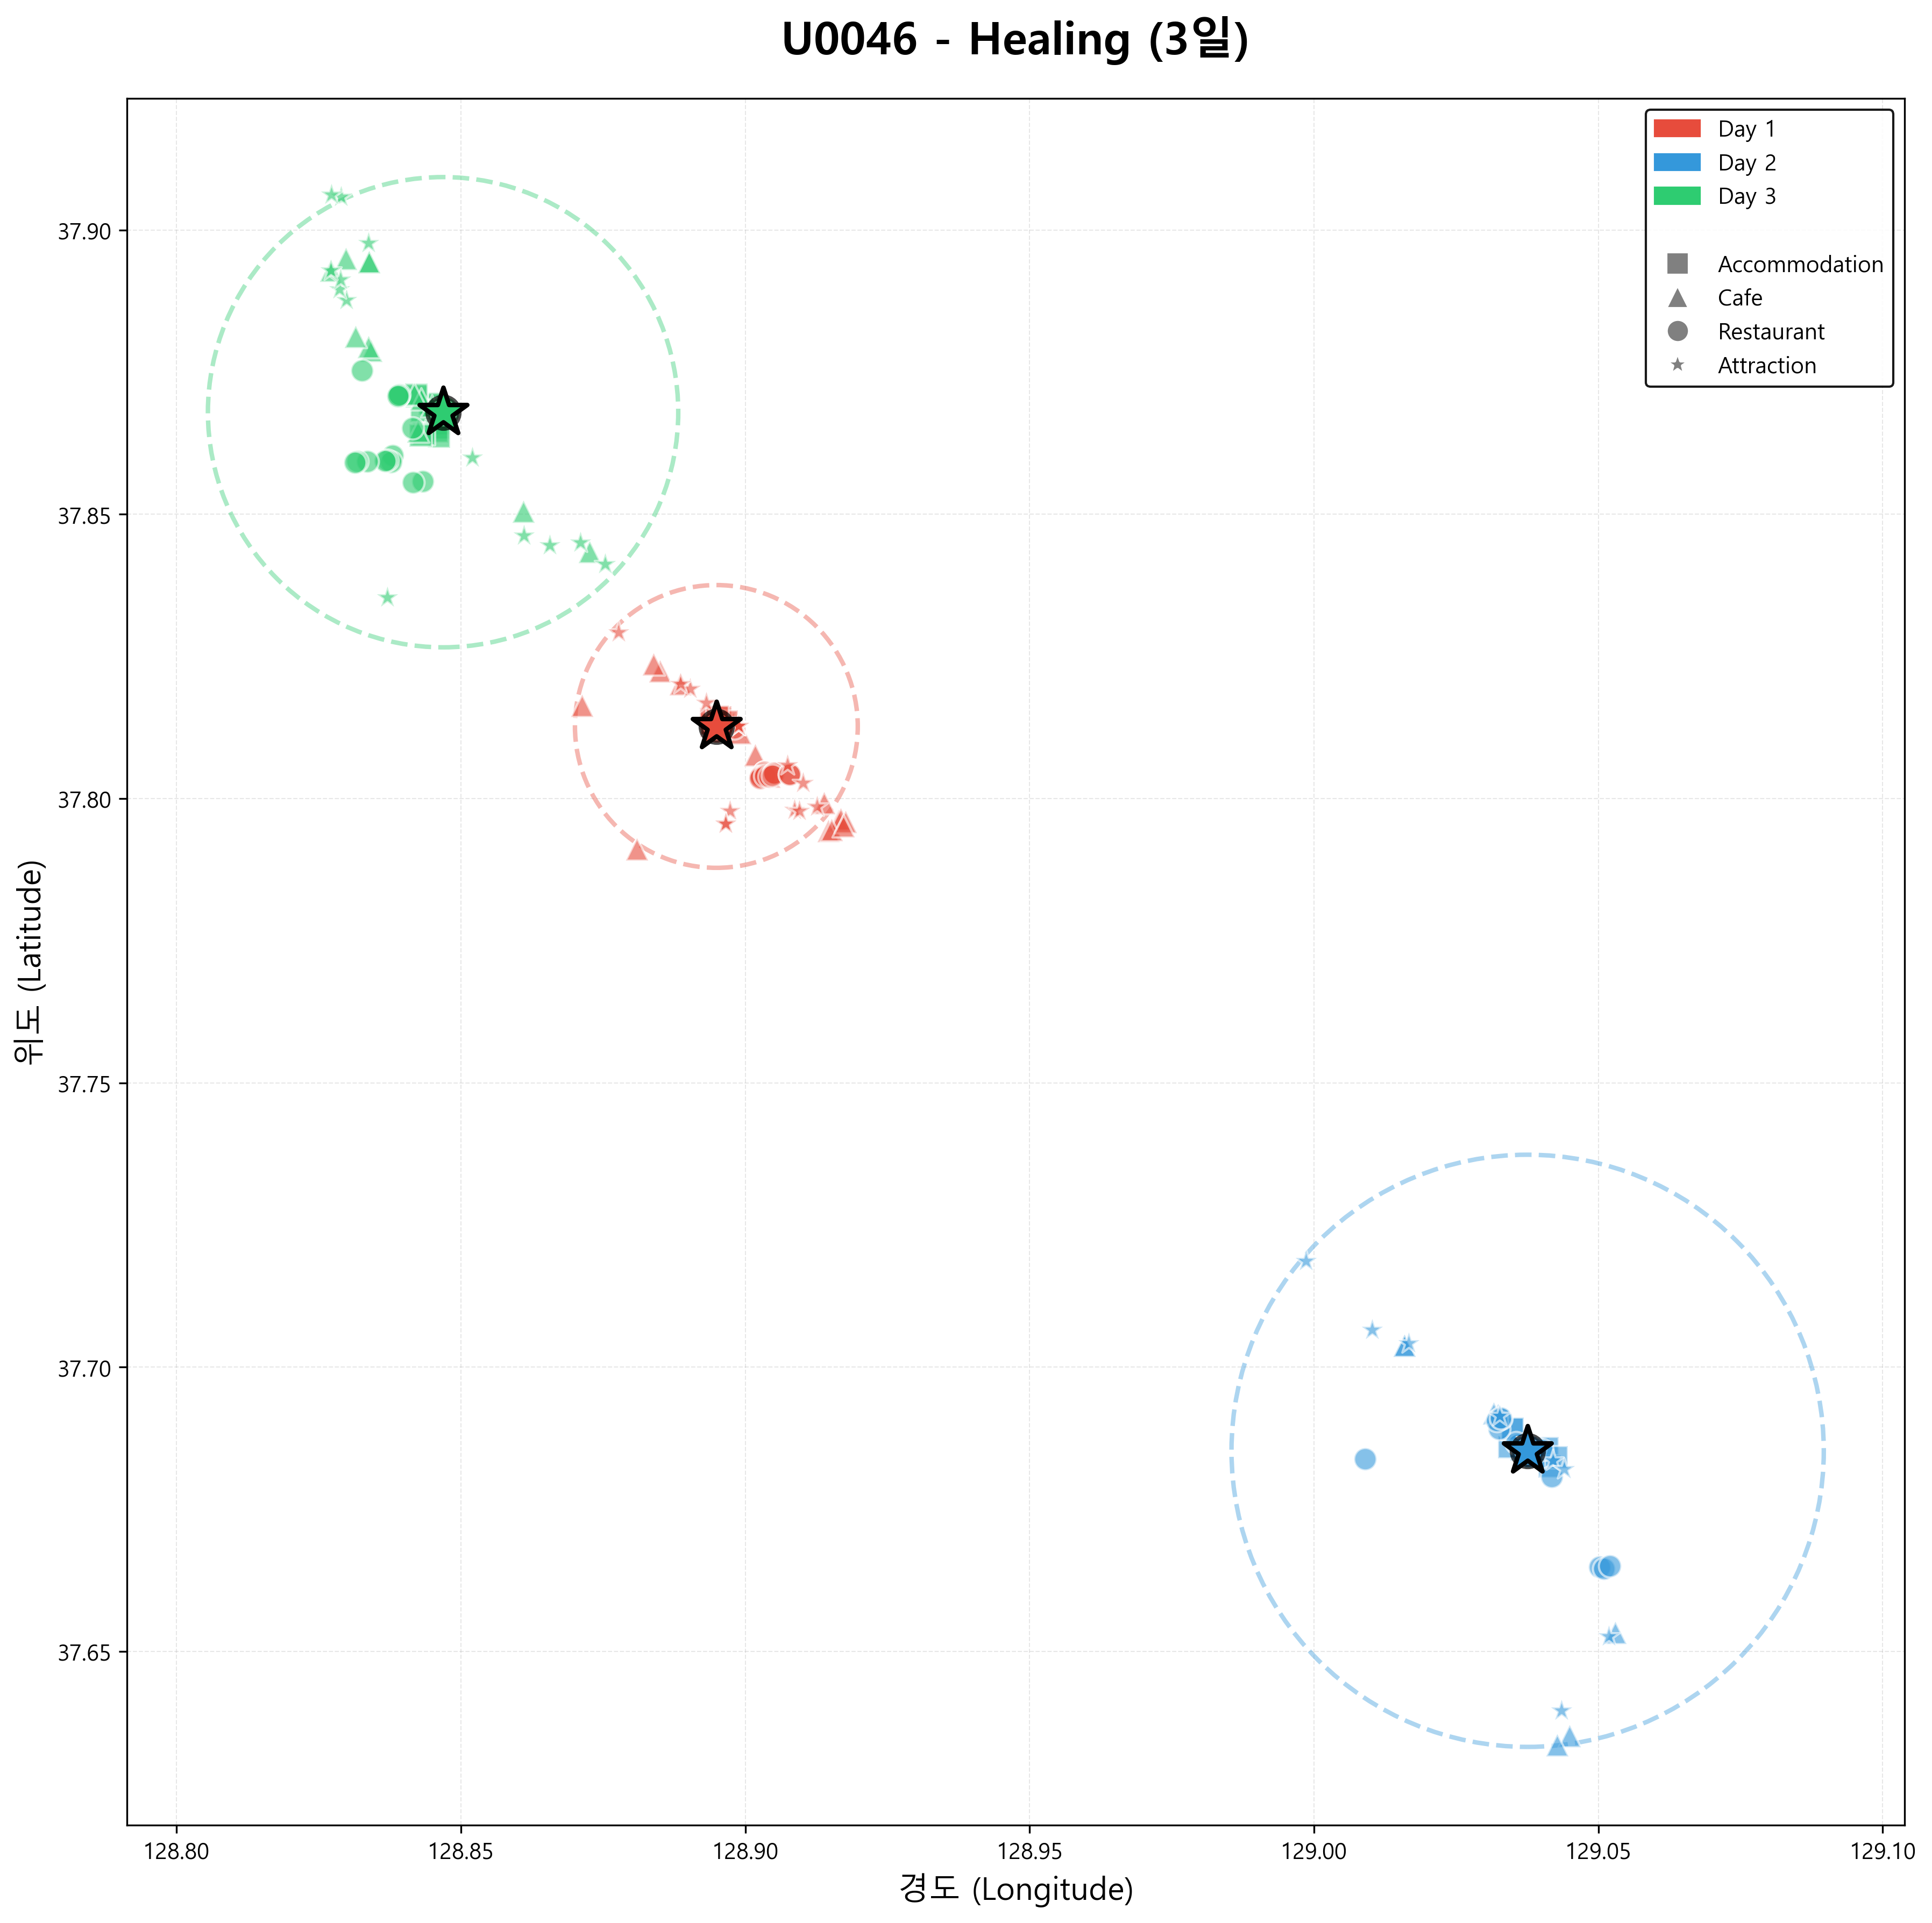 U0046 - Healing (3일)
Day 1
Day 2
Day 3
Accommodation
Cafe
Restaurant
Attraction
37.90
37.85
37.80
37.75
37.70
37.65
위도 (Latitude)
128.80 128.85 128.90 128.95 129.00 129.05 129.10
경도 (Longitude)